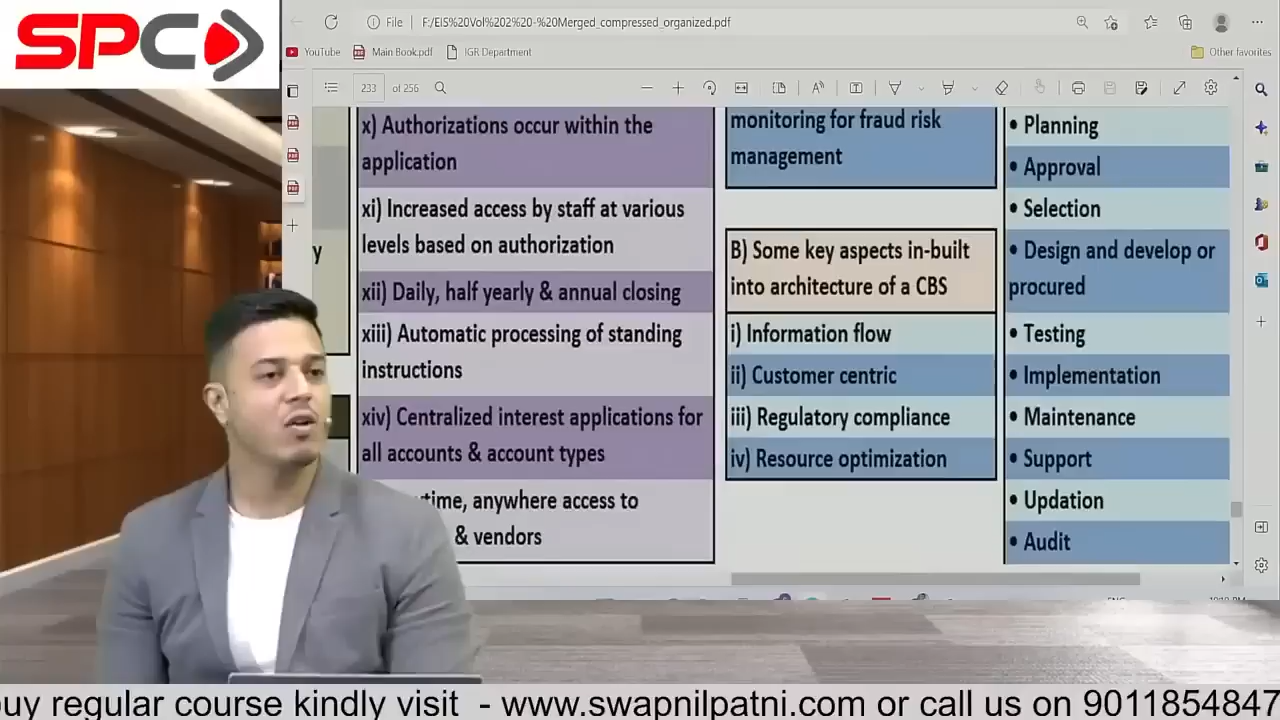 SPC
File
F:/EIS%20Vol%202%20-%20Merged_compressed_organized.pdf
YouTube
Main Book.pdf
IGR Department
Other favorites
233 of 256
y
x) Authorizations occur within the
application
xi) Increased access by staff at various
levels based on authorization
xii) Daily, half yearly & annual closing
xiii) Automatic processing of standing
instructions
xiv) Centralized interest applications for
all accounts & account types
time, anywhere access to
& vendors
monitoring for fraud risk
management
B) Some key aspects in-built
into architecture of a CBS
i) Information flow
ii) Customer centric
iii) Regulatory compliance
iv) Resource optimization
• Planning
• Approval
• Selection
• Design and develop or
procured
• Testing
• Implementation
• Maintenance
• Support
• Updation
• Audit
buy regular course kindly visit - www.swapnilpatni.com or call us on 9011854847